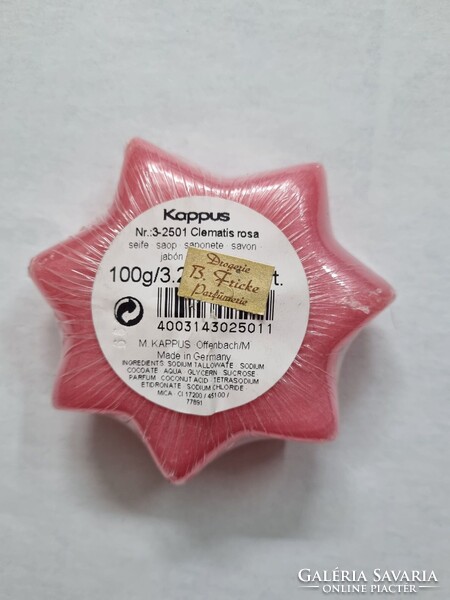 Kappus
Nr.:3-2501 Clematis rosa
seife · saop · saponete · savon ·
jabón
100g/3.2 t.
Drogerie
B. Fricke
Parfümerie
4003143025011
M. KAPPUS Offenbach/M
Made in Germany
INGREDIENTS: SODIUM TALLOWATE SODIUM
COCOATE AQUA GLYCERN SUCROSE
PARFUM COCONUT ACID TETRASODIUM
ETIDRONATE SODIUM CHLORIDE
MICA · CI 17200 / 45100 /
77891
GALÉRIA SAVARIA
ONLINE PIACTÉR